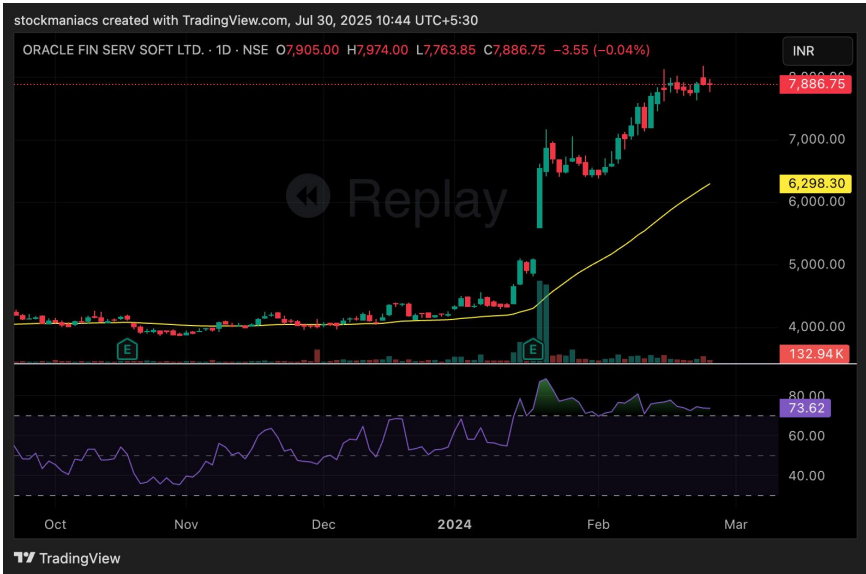 stockmaniacs created with TradingView.com, Jul 30, 2025 10:44 UTC+5:30
ORACLE FIN SERV SOFT LTD. · 1D · NSE O7,905.00 H7,974.00 L7,763.85 C7,886.75 −3.55 (−0.04%)
INR
8,000.00
7,886.75
7,000.00
6,298.30
6,000.00
5,000.00
4,000.00
132.94K
Replay
E
E
80.00
73.62
60.00
40.00
Oct Nov Dec 2024 Feb Mar
TradingView